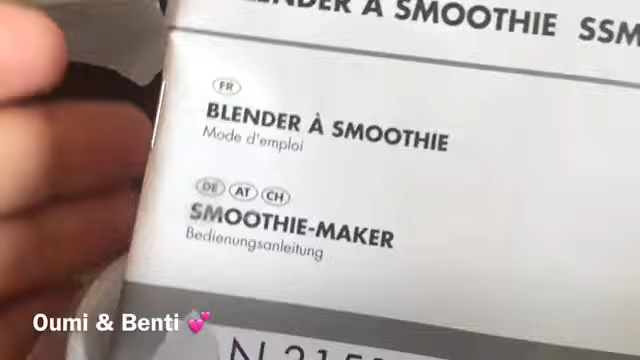 BLENDER À SMOOTHIE SSM
FR
BLENDER À SMOOTHIE
Mode d'emploi
DE AT CH
SMOOTHIE-MAKER
Bedienungsanleitung
Oumi & Benti 💞